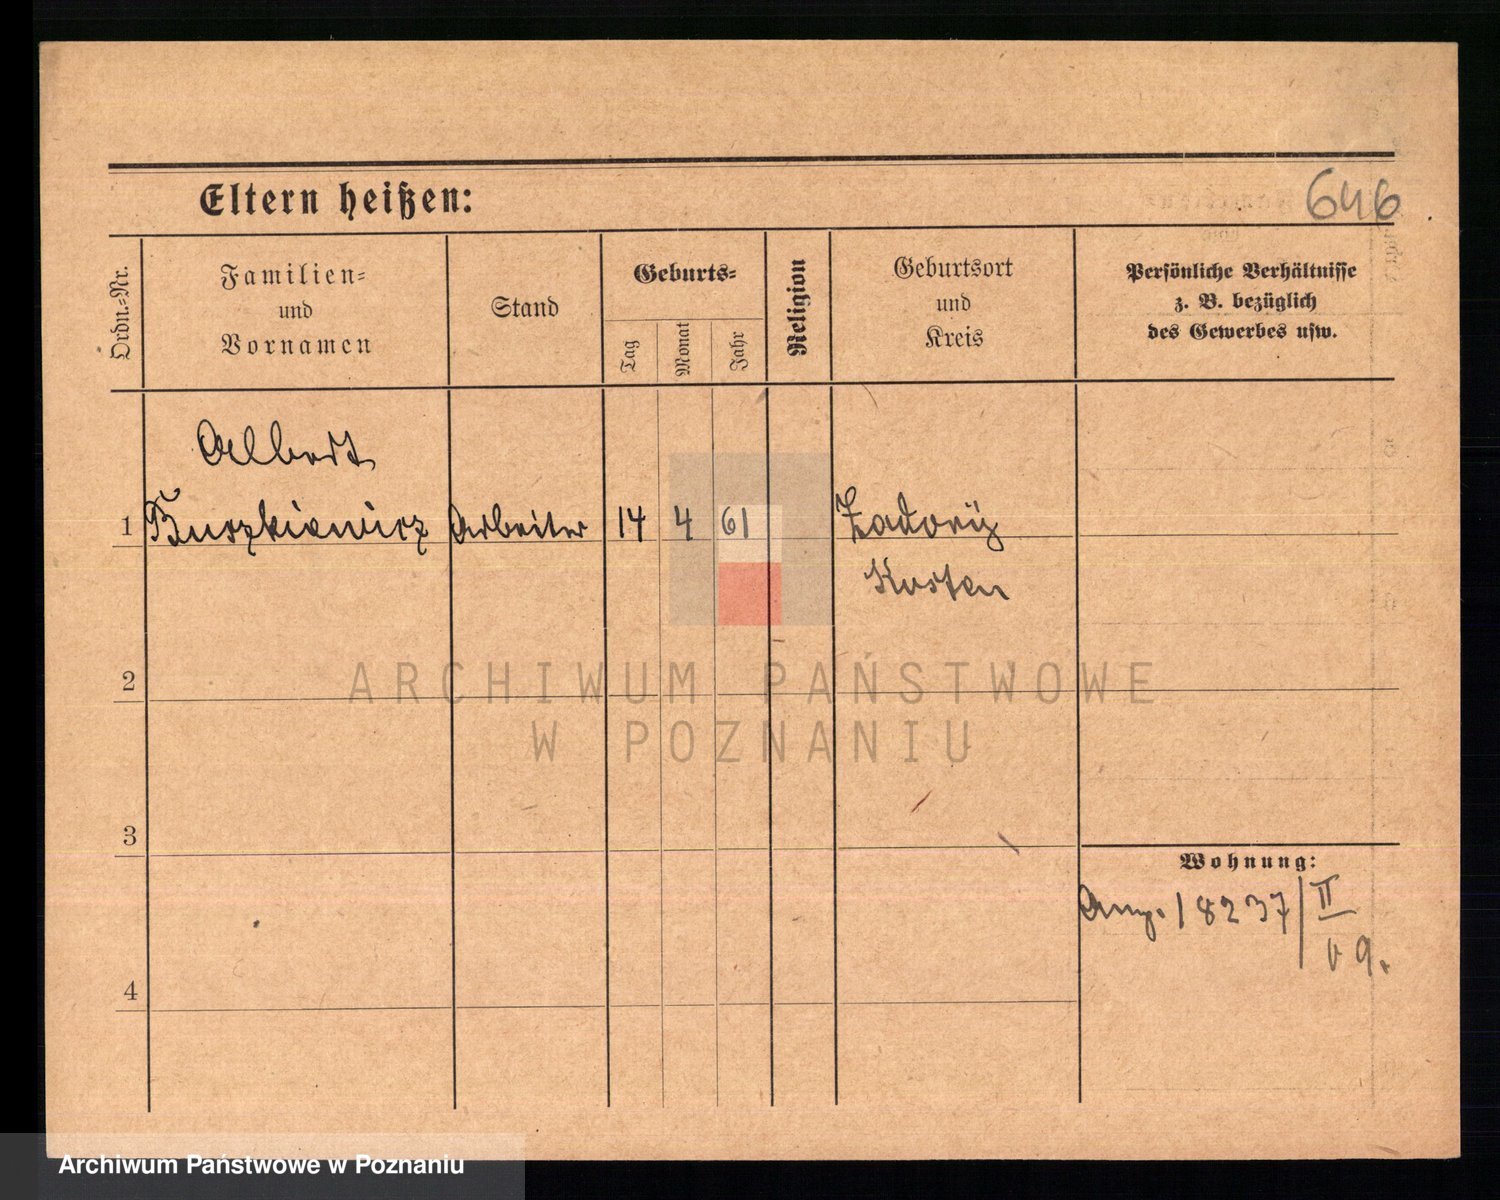 646
Eltern heißen:
Ordn.-Nr.
Familien-
und
Vornamen
Stand
Geburts-
Tag
Monat
Jahr
Religion
Geburtsort
und
Kreis
Persönliche Verhältnisse
z. B. bezüglich
des Gewerbes usw.
Albert
1 Buszkiewicz Arbeiter 14 4 61
Kosten
2
3
4
Wohnung:
18237/II
09.
ARCHIWUM PAŃSTWOWE
W POZNANIU
Archiwum Państwowe w Poznaniu